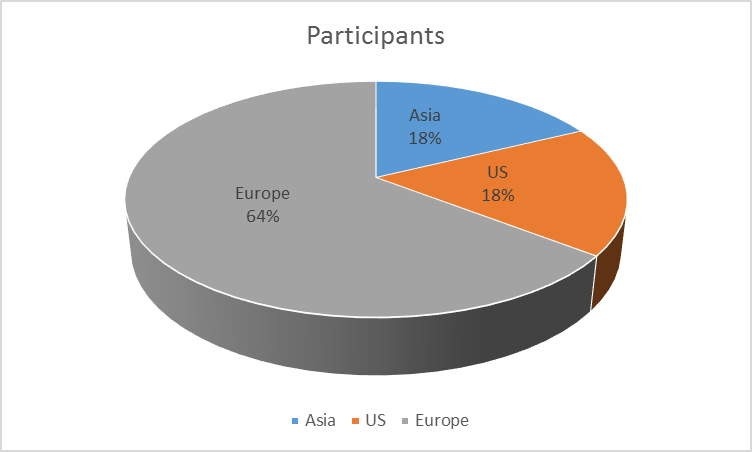 Participants
Asia
18%
US
18%
Europe
64%
Asia US Europe